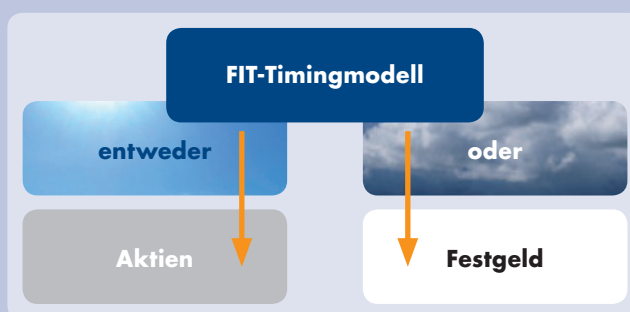 FIT-Timingmodell
entweder
oder
Aktien
Festgeld